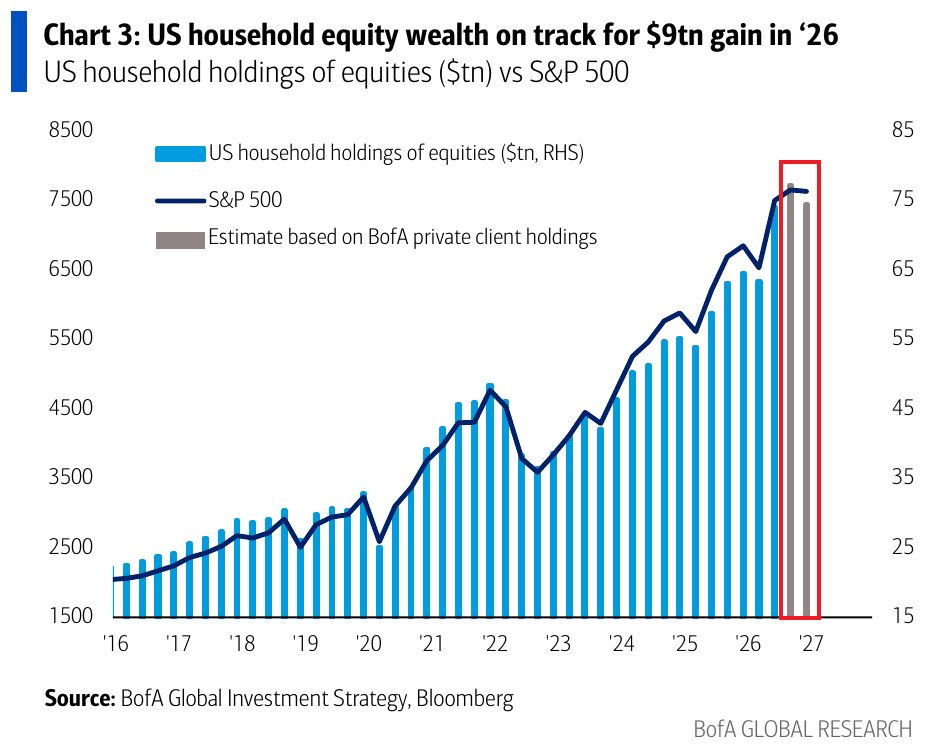 Chart 3: US household equity wealth on track for $9tn gain in ‘26
US household holdings of equities ($tn) vs S&P 500
8500 85
US household holdings of equities ($tn, RHS)
7500 75
S&P 500
Estimate based on BofA private client holdings
6500 65
5500 55
4500 45
3500 35
2500 25
1500 15
'16 '17 '18 '19 '20 '21 '22 '23 '24 '25 '26 '27
Source: BofA Global Investment Strategy, Bloomberg
BofA GLOBAL RESEARCH